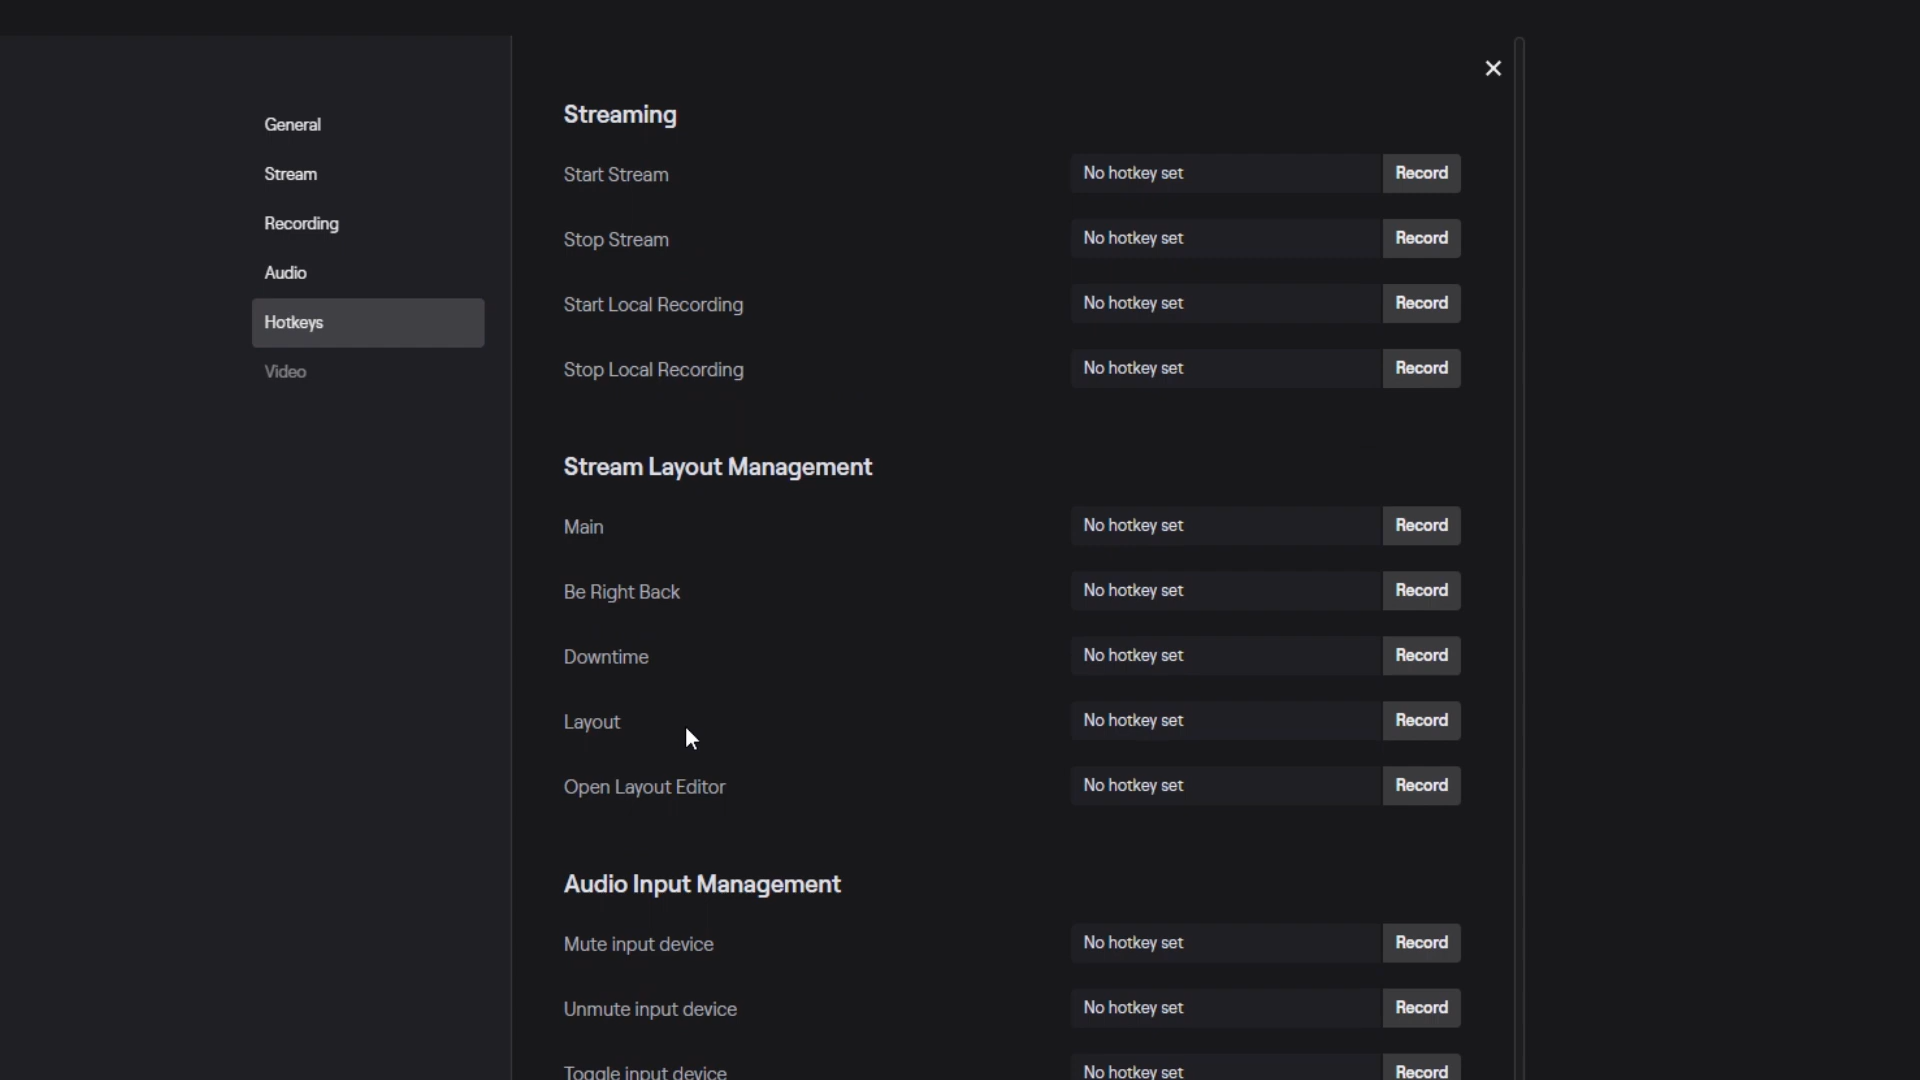 General
Stream
Recording
Audio
Hotkeys
Video
Streaming
Start Stream No hotkey set Record
Stop Stream No hotkey set Record
Start Local Recording No hotkey set Record
Stop Local Recording No hotkey set Record
Stream Layout Management
Main No hotkey set Record
Be Right Back No hotkey set Record
Downtime No hotkey set Record
Layout No hotkey set Record
Open Layout Editor No hotkey set Record
Audio Input Management
Mute input device No hotkey set Record
Unmute input device No hotkey set Record
Toggle input device No hotkey set Record